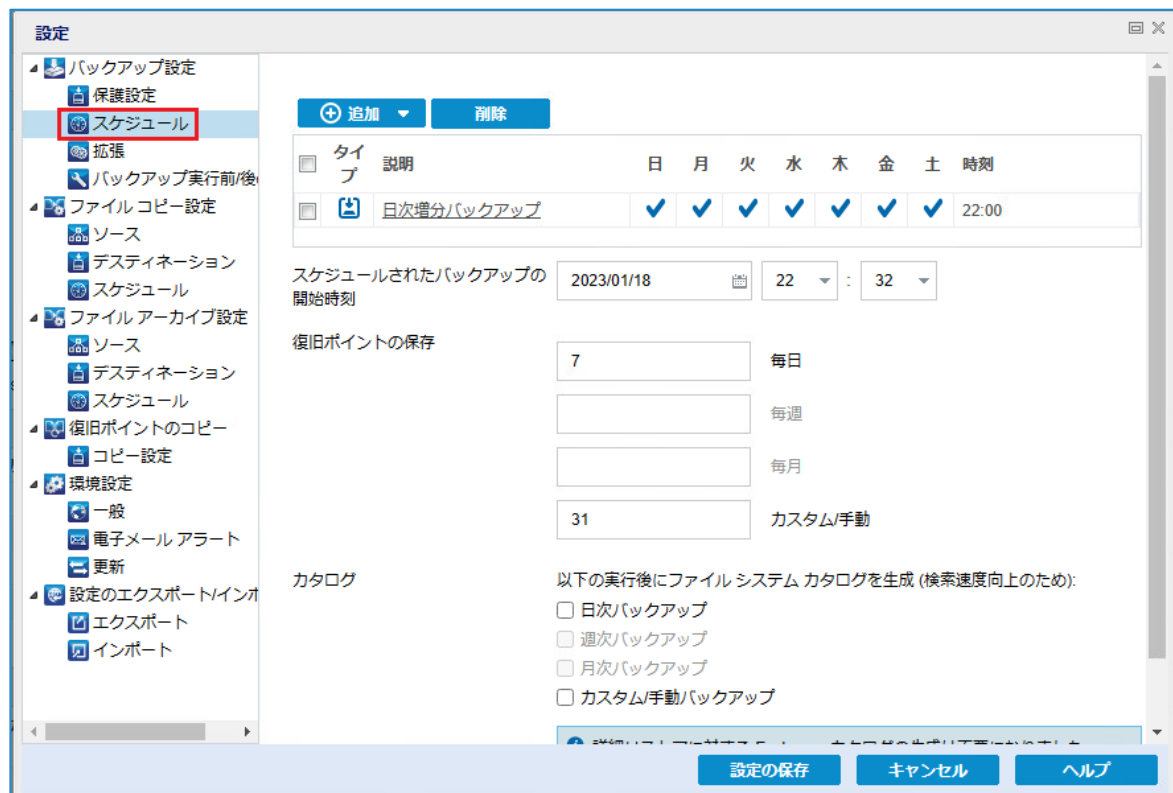 設定
バックアップ設定
保護設定
スケジュール
拡張
バックアップ実行前/後
ファイル コピー設定
ソース
デスティネーション
スケジュール
ファイル アーカイブ設定
ソース
デスティネーション
スケジュール
復旧ポイントのコピー
コピー設定
環境設定
一般
電子メール アラート
更新
設定のエクスポート/インポ
エクスポート
インポート
追加 削除
タイプ 説明 日 月 火 水 木 金 土 時刻
日次増分バックアップ 22:00
スケジュールされたバックアップの開始時刻 2023/01/18 22 : 32
復旧ポイントの保存
7 毎日
毎週
毎月
31 カスタム/手動
カタログ 以下の実行後にファイル システム カタログを生成 (検索速度向上のため):
日次バックアップ
週次バックアップ
月次バックアップ
カスタム/手動バックアップ
設定の保存 キャンセル ヘルプ